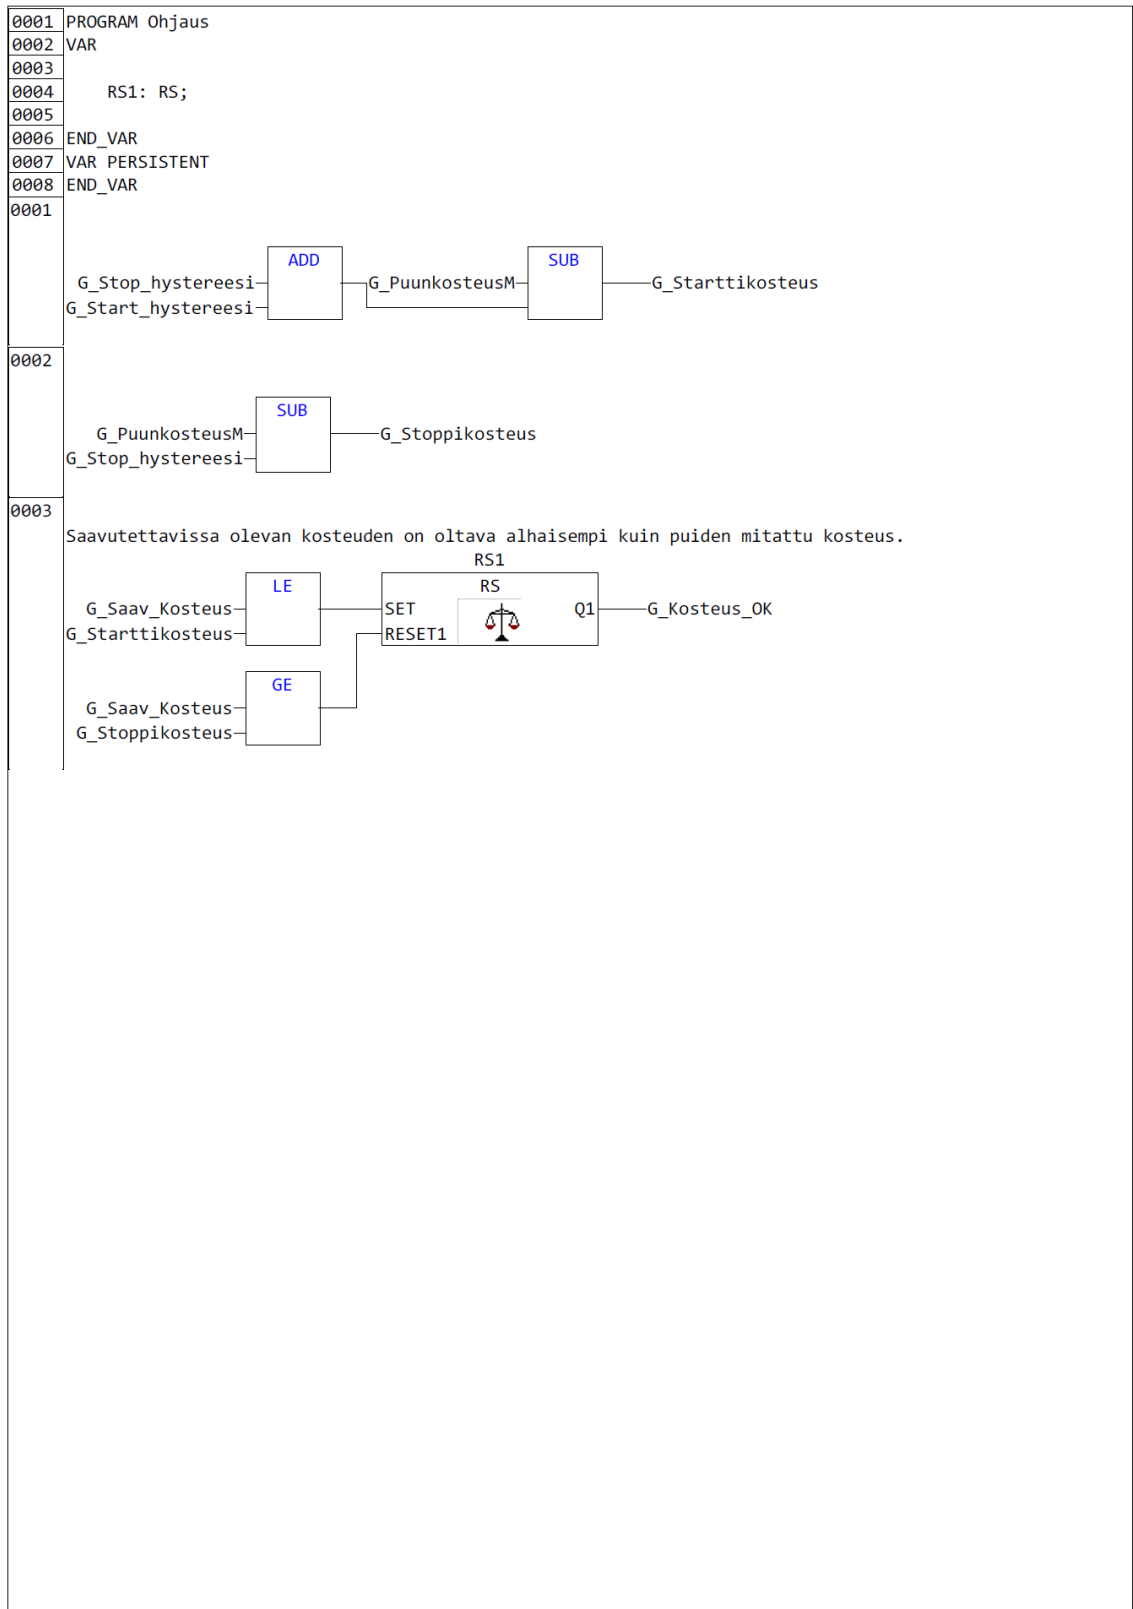 0001 PROGRAM Ohjaus
0002 VAR
0003
0004 RS1: RS;
0005
0006 END_VAR
0007 VAR PERSISTENT
0008 END_VAR
0001
ADD SUB
G_Stop_hystereesi G_PuunkosteusM G_Starttikosteus
G_Start_hystereesi
0002
SUB
G_PuunkosteusM G_Stoppikosteus
G_Stop_hystereesi
0003
Saavutettavissa olevan kosteuden on oltava alhaisempi kuin puiden mitattu kosteus.
RS1
LE RS
G_Saav_Kosteus SET Q1 G_Kosteus_OK
G_Starttikosteus RESET1
GE
G_Saav_Kosteus
G_Stoppikosteus